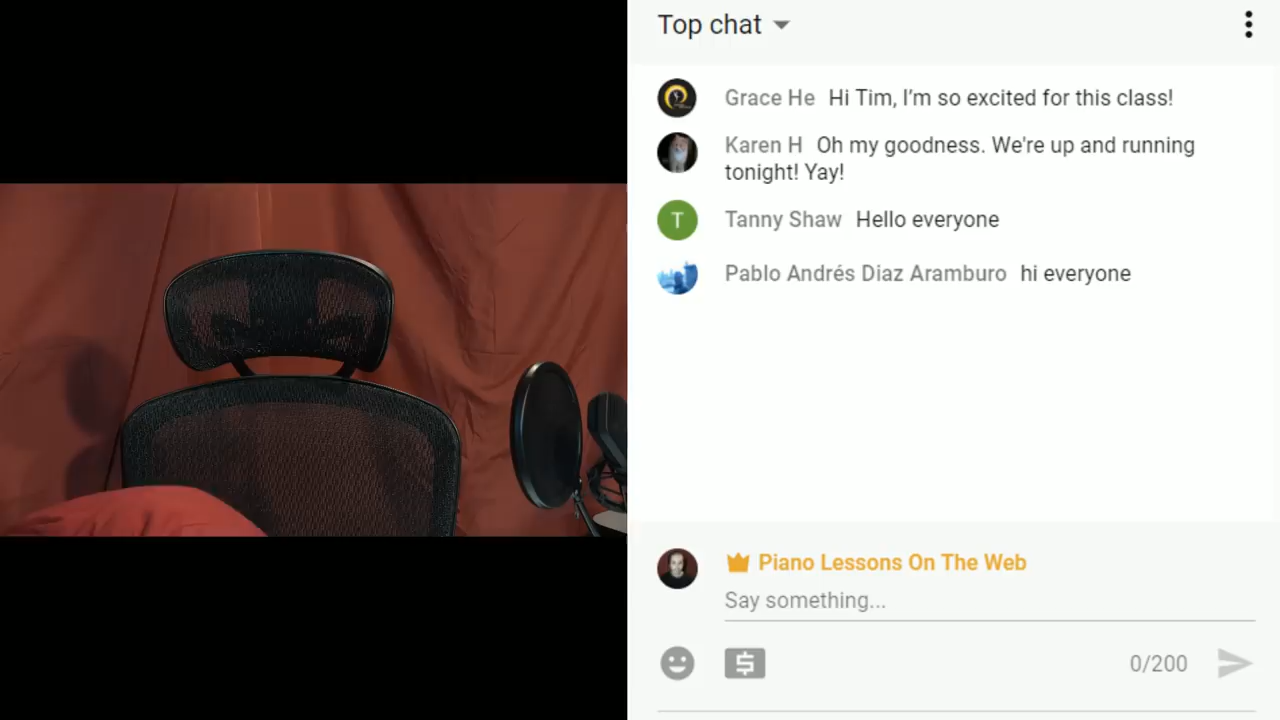 Top chat
Grace He Hi Tim, I'm so excited for this class!
Karen H Oh my goodness. We're up and running
tonight! Yay!
T Tanny Shaw Hello everyone
Pablo Andrés Diaz Aramburo hi everyone
Piano Lessons On The Web
Say something...
0/200